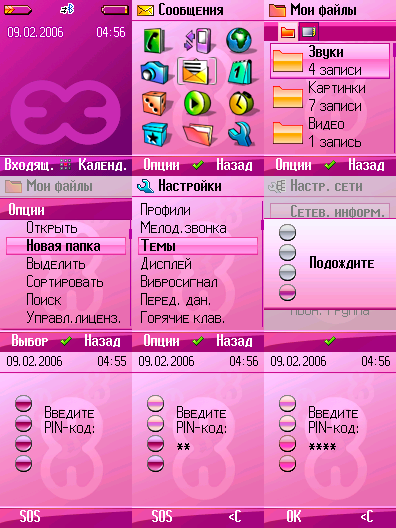 09.02.2006 04:56
Входящ. Календ.
Сообщения
Опции Назад
Мои файлы
Звуки
4 записи
Картинки
7 записи
Видео
1 запись
Опции Назад
Мои файлы
Опции
Открыть
Новая папка
Выделить
Сортировать
Поиск
Управл.лиценз.
Выбор Назад
Настройки
Профили
Мелод.звонка
Темы
Дисплей
Вибросигнал
Перед. дан.
Горячие клав.
Опции Назад
Настр. сети
Сетев. информ.
Подождите
09.02.2006 04:55
Введите
PIN-код:
SOS
09.02.2006 04:56
Введите
PIN-код:
**
SOS <C
09.02.2006 04:56
Введите
PIN-код:
****
OK <C